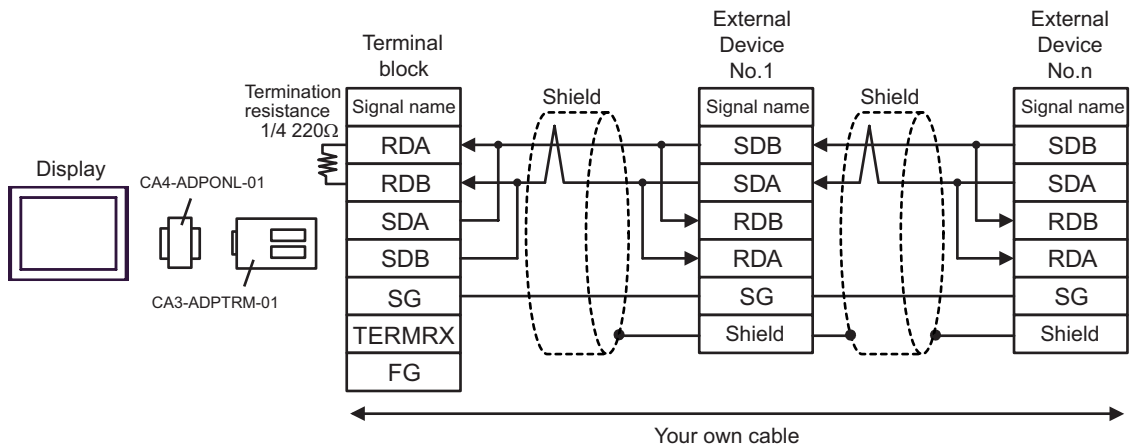 Display
CA4-ADPONL-01
CA3-ADPTRM-01
Termination
resistance
1/4 220Ω
Terminal
block
Signal name
RDA
RDB
SDA
SDB
SG
TERMRX
FG
Shield
External
Device
No.1
Signal name
SDB
SDA
RDB
RDA
SG
Shield
Shield
External
Device
No.n
Signal name
SDB
SDA
RDB
RDA
SG
Shield
Your own cable